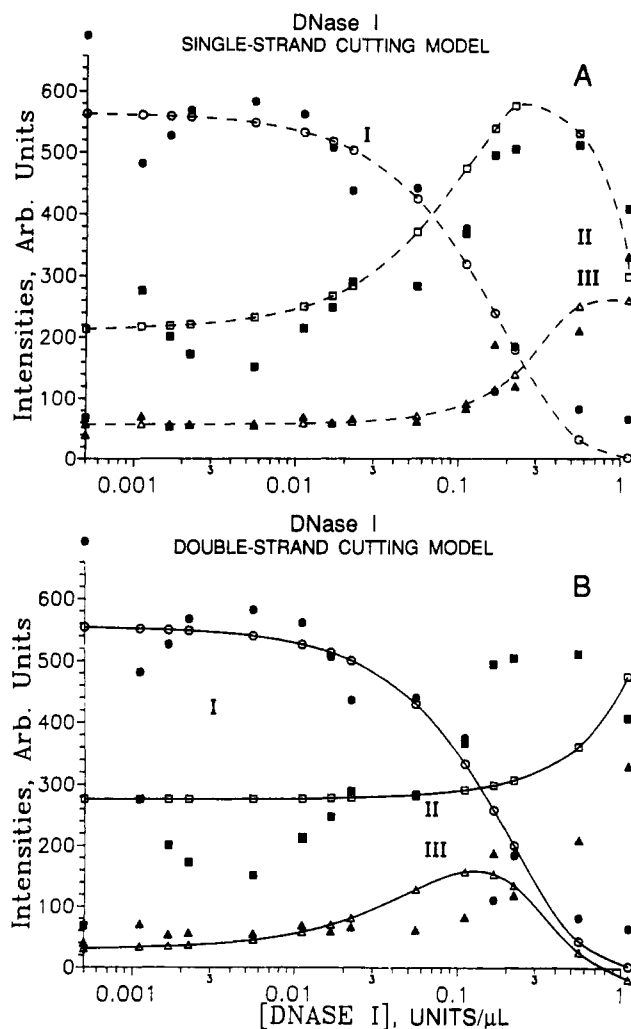 DNase I
SINGLE-STRAND CUTTING MODEL
A
600
500
400
300
200
100
0
Intensities, Arb. Units
I
II
III
0.001
3
0.01
3
0.1
3
1.0
DNase I
DOUBLE-STRAND CUTTING MODEL
B
600
500
400
300
200
100
0
Intensities, Arb. Units
I
II
III
0.001
3
0.01
3
0.1
3
1.0
[DNASE I], UNITS/μL